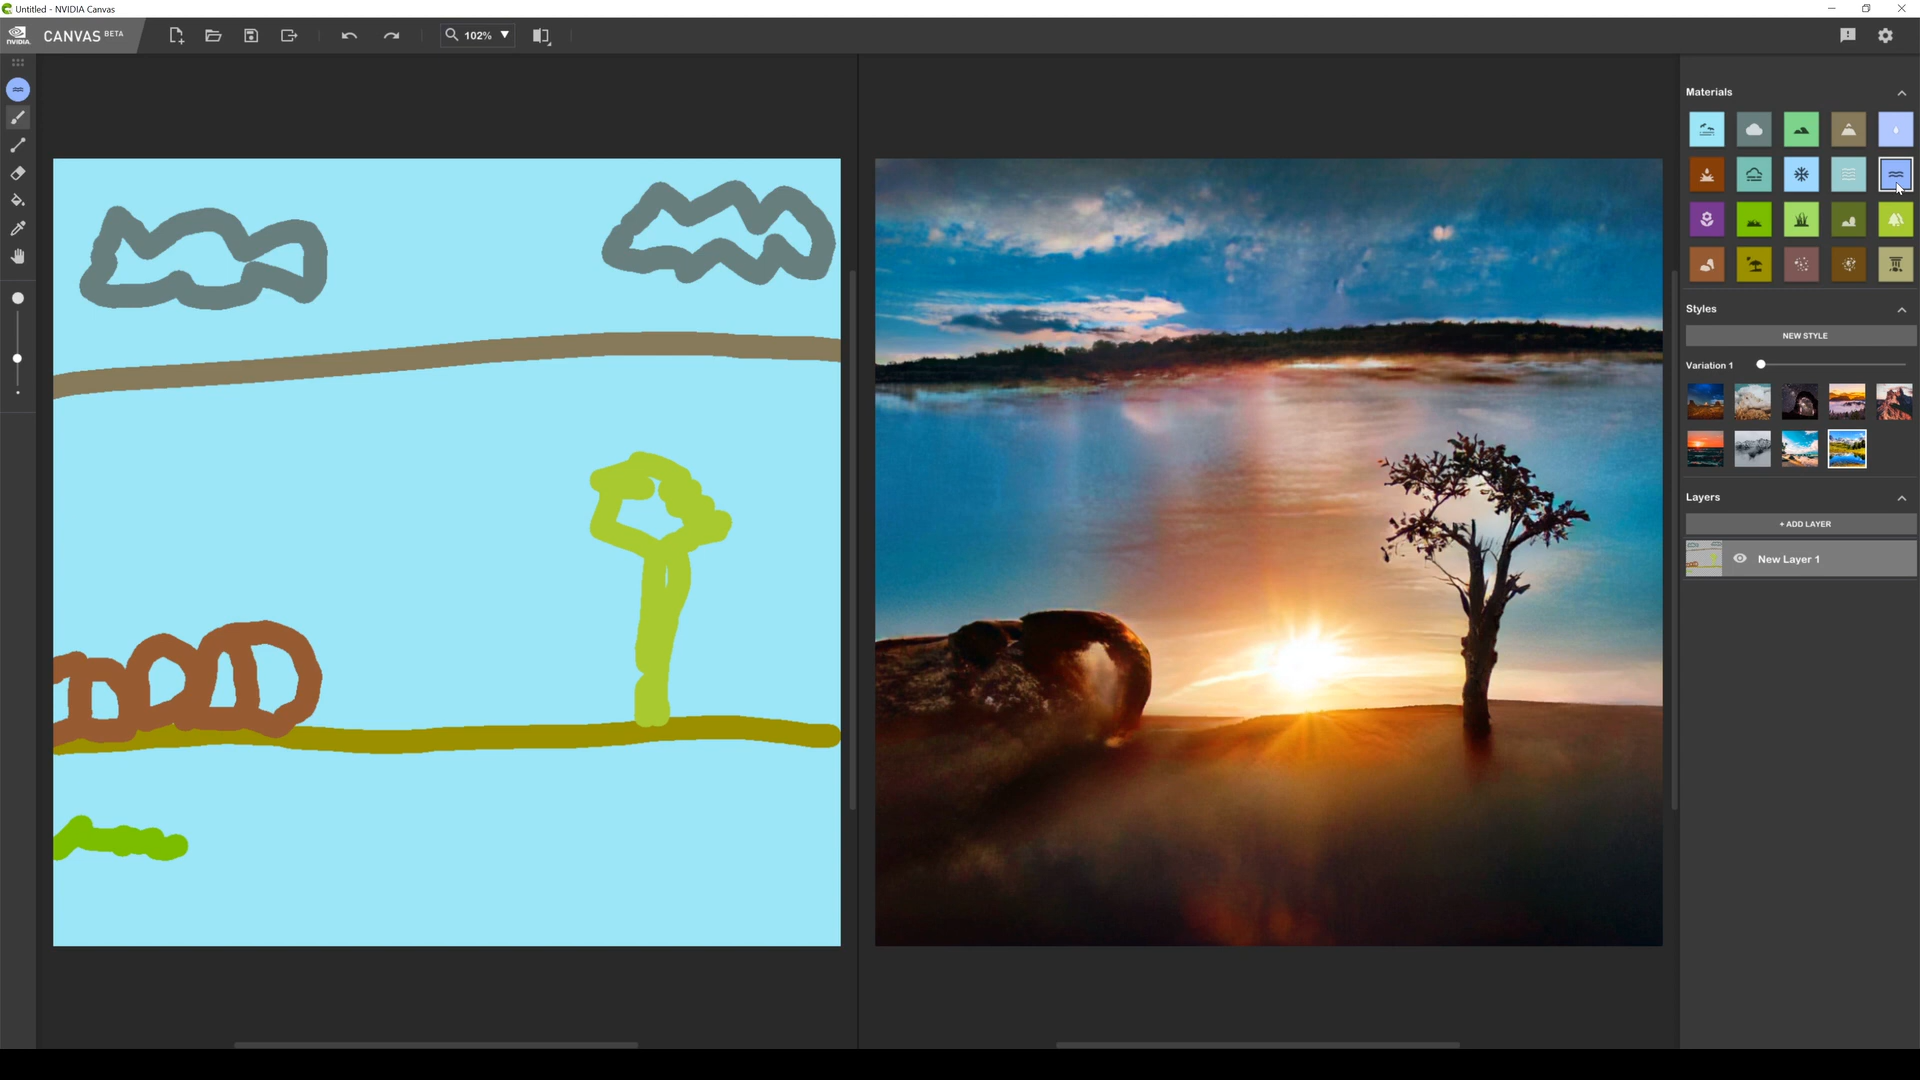 Untitled - NVIDIA Canvas
NVIDIA.
CANVAS BETA
102%
Materials
Styles
NEW STYLE
Variation 1
Layers
+ ADD LAYER
New Layer 1